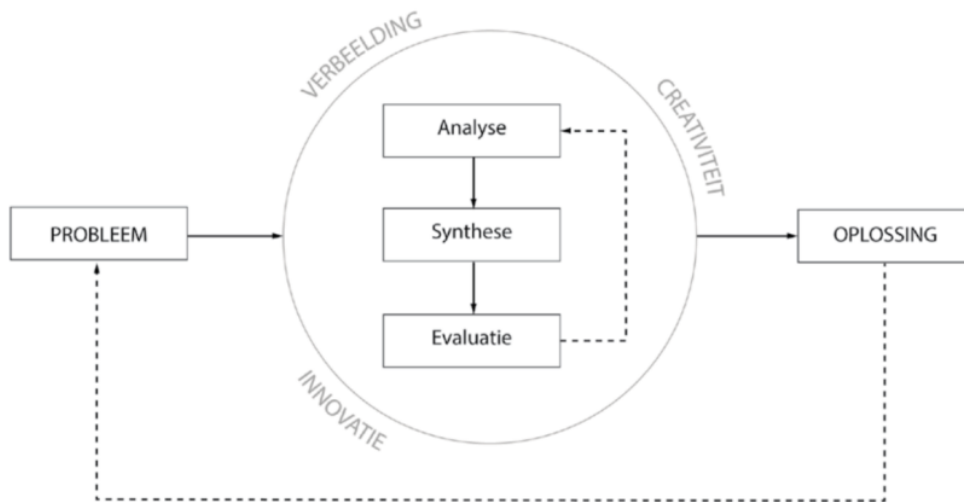 VERBEELDING
CREATIVITEIT
Analyse
PROBLEEM
Synthese
OPLOSSING
Evaluatie
INNOVATIE